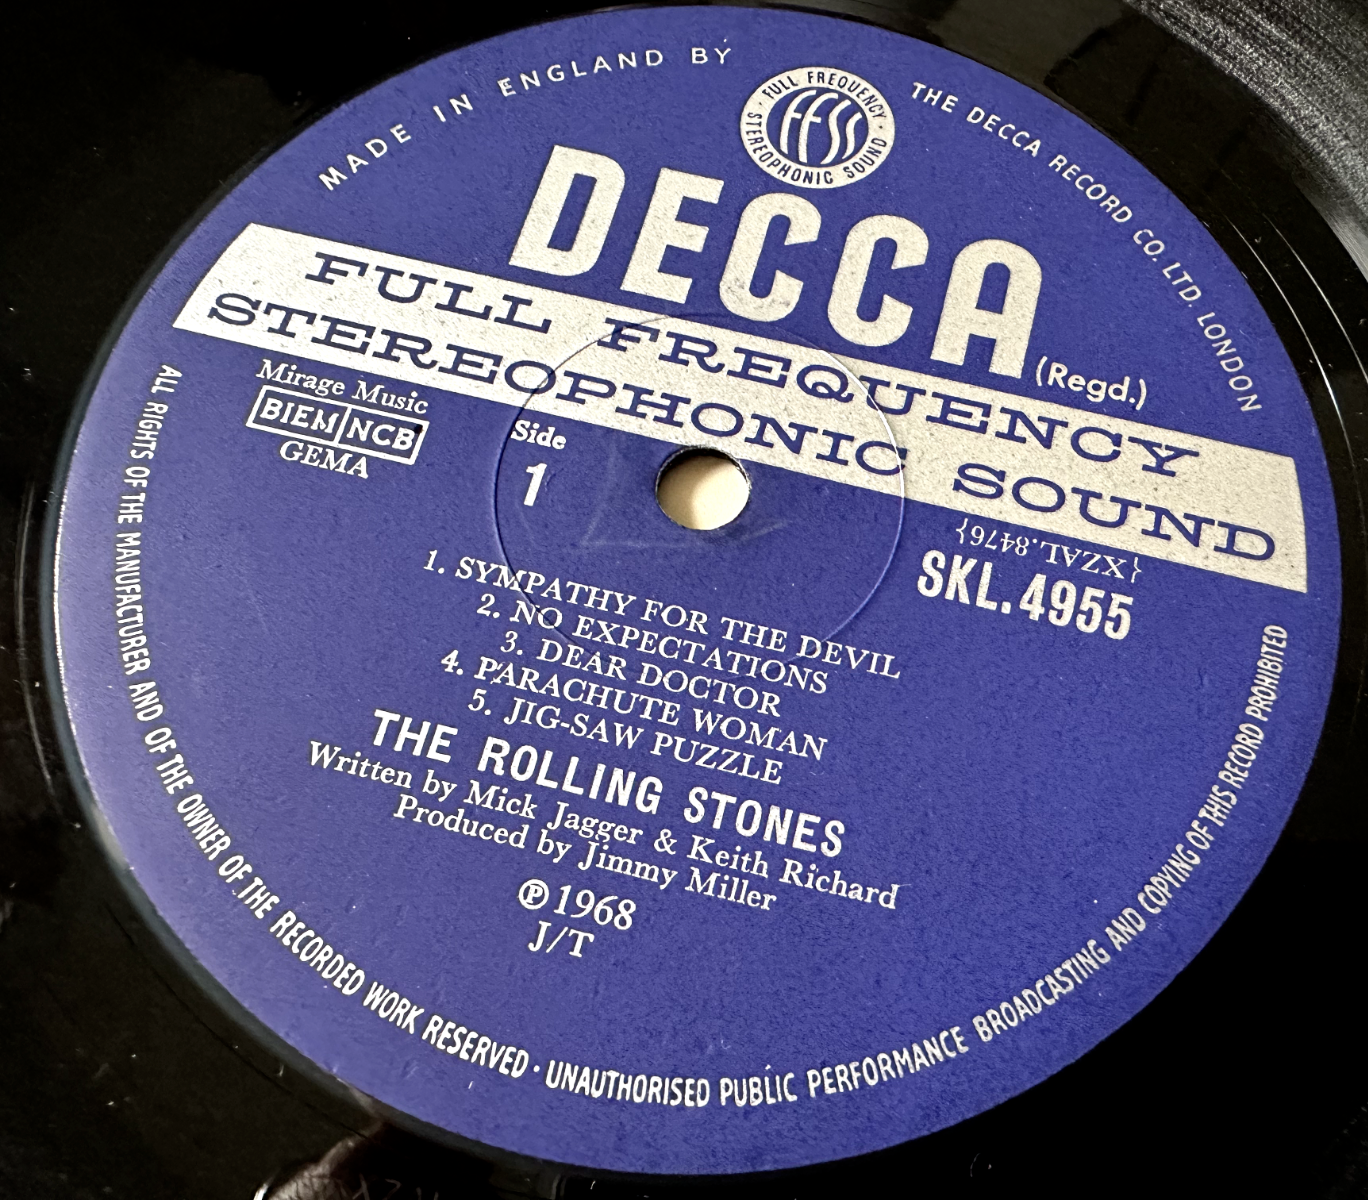 MADE IN ENGLAND BY
THE DECCA RECORD CO. LTD LONDON
FULL FREQUENCY
ffss
STEREOPHONIC SOUND
DECCA
(Regd.)
FULL FREQUENCY
STEREOPHONIC SOUND
Mirage Music
BIEM/NCB
GEMA
Side
1
{XZAL.8476}
SKL.4955
1. SYMPATHY FOR THE DEVIL
2. NO EXPECTATIONS
3. DEAR DOCTOR
4. PARACHUTE WOMAN
5. JIG-SAW PUZZLE
THE ROLLING STONES
Written by Mick Jagger & Keith Richard
Produced by Jimmy Miller
℗1968
J/T
ALL RIGHTS OF THE MANUFACTURER AND OF THE OWNER OF THE RECORDED WORK RESERVED · UNAUTHORISED PUBLIC PERFORMANCE BROADCASTING AND COPYING OF THIS RECORD PROHIBITED